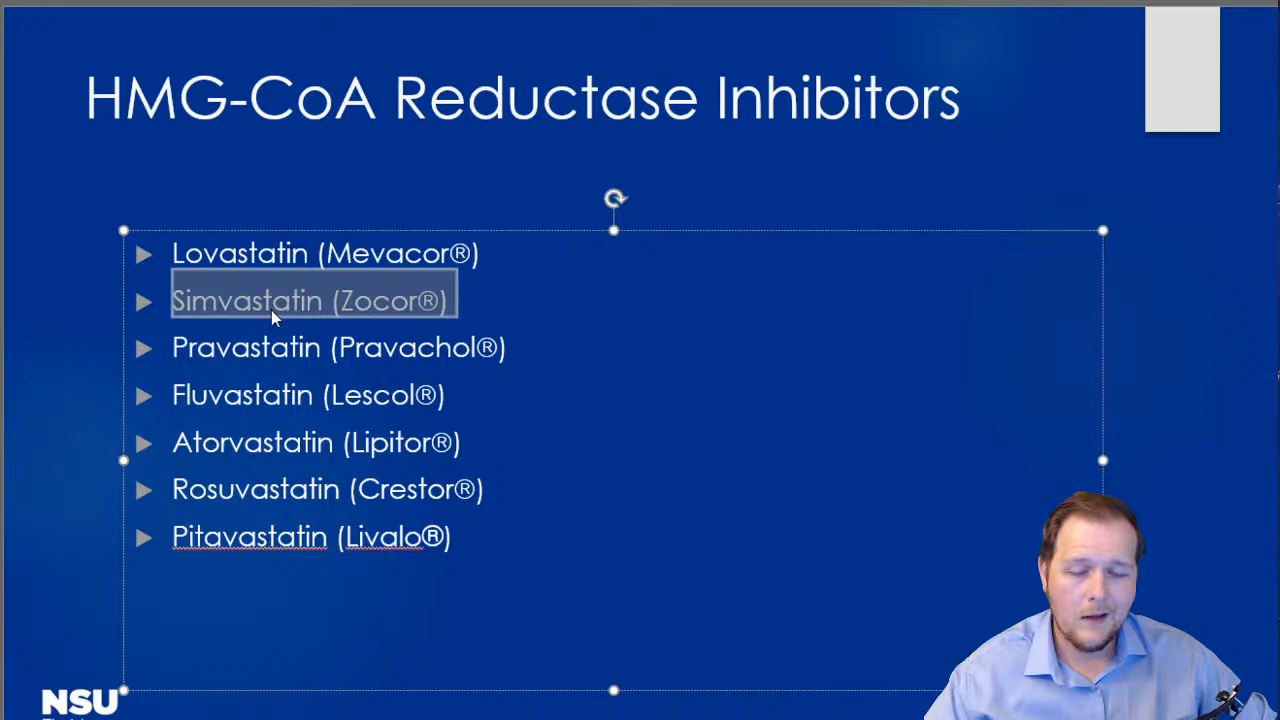 HMG-CoA Reductase Inhibitors
Lovastatin (Mevacor®)
Simvastatin (Zocor®)
Pravastatin (Pravachol®)
Fluvastatin (Lescol®)
Atorvastatin (Lipitor®)
Rosuvastatin (Crestor®)
Pitavastatin (Livalo®)
NSU